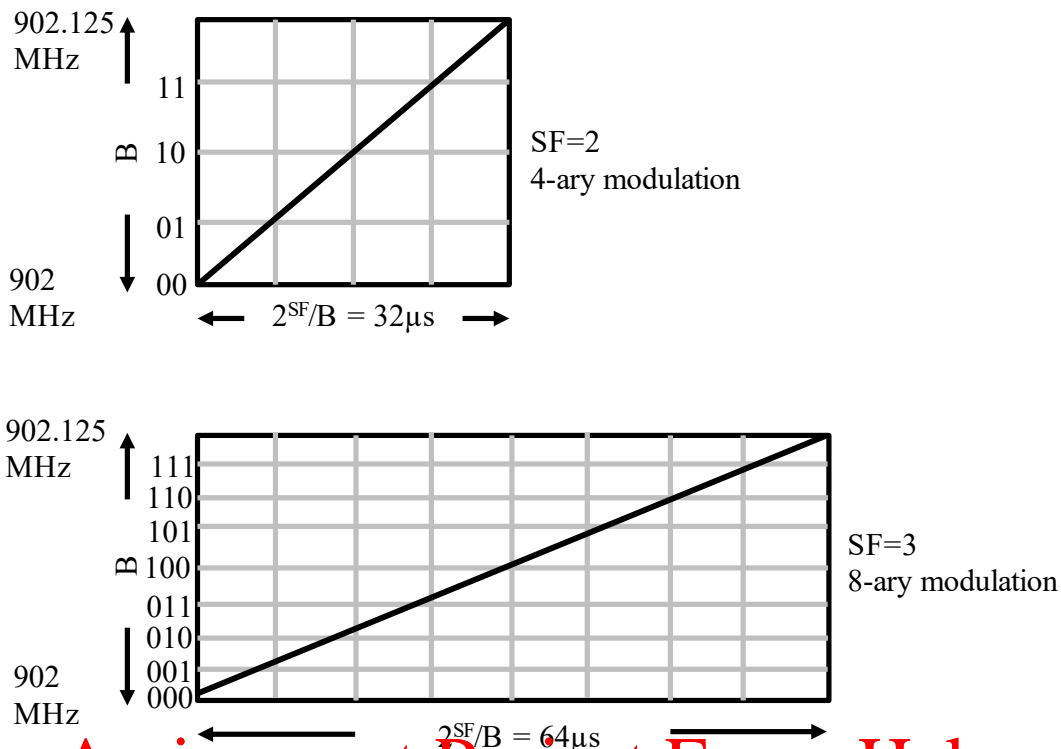 902.125
MHz
11
B
10
01
00
902
MHz
SF=2
4-ary modulation
2^SF/B = 32µs
902.125
MHz
111
110
101
B
100
011
010
001
000
902
MHz
SF=3
8-ary modulation
2^SF/B = 64µs